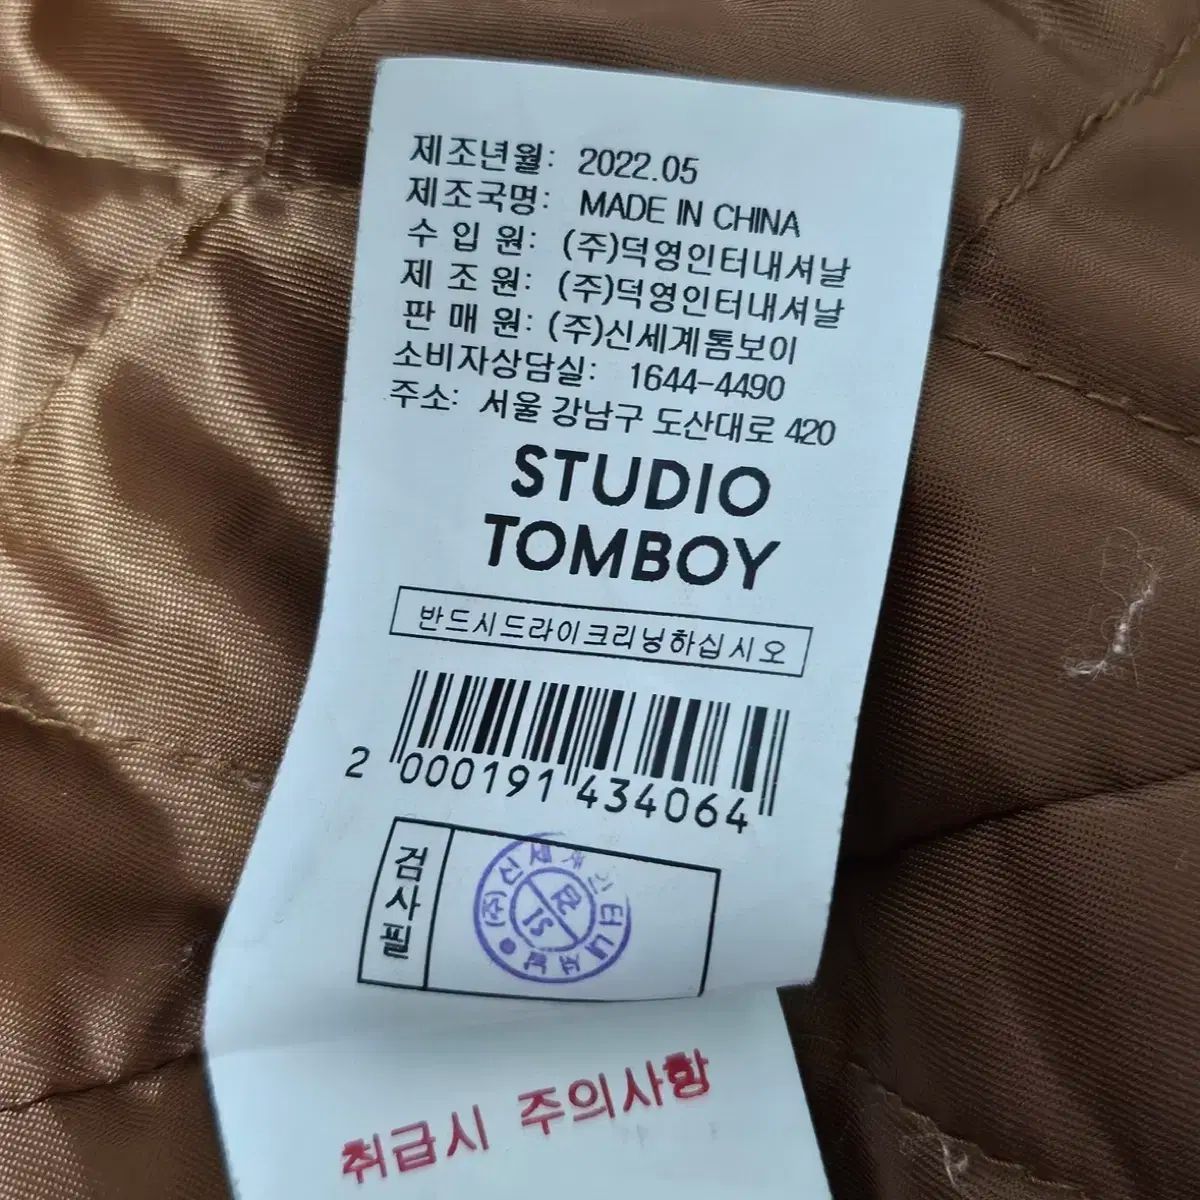 제조년월: 2022.05
제조국명: MADE IN CHINA
수 입 원: (주)덕영인터내셔날
제 조 원: (주)덕영인터내셔날
판 매 원: (주)신세계톰보이
소비자상담실: 1644-4490
주소: 서울 강남구 도산대로 420
STUDIO
TOMBOY
반드시드라이크리닝하십시오
2 000191 434064
검사필
취급시 주의사항